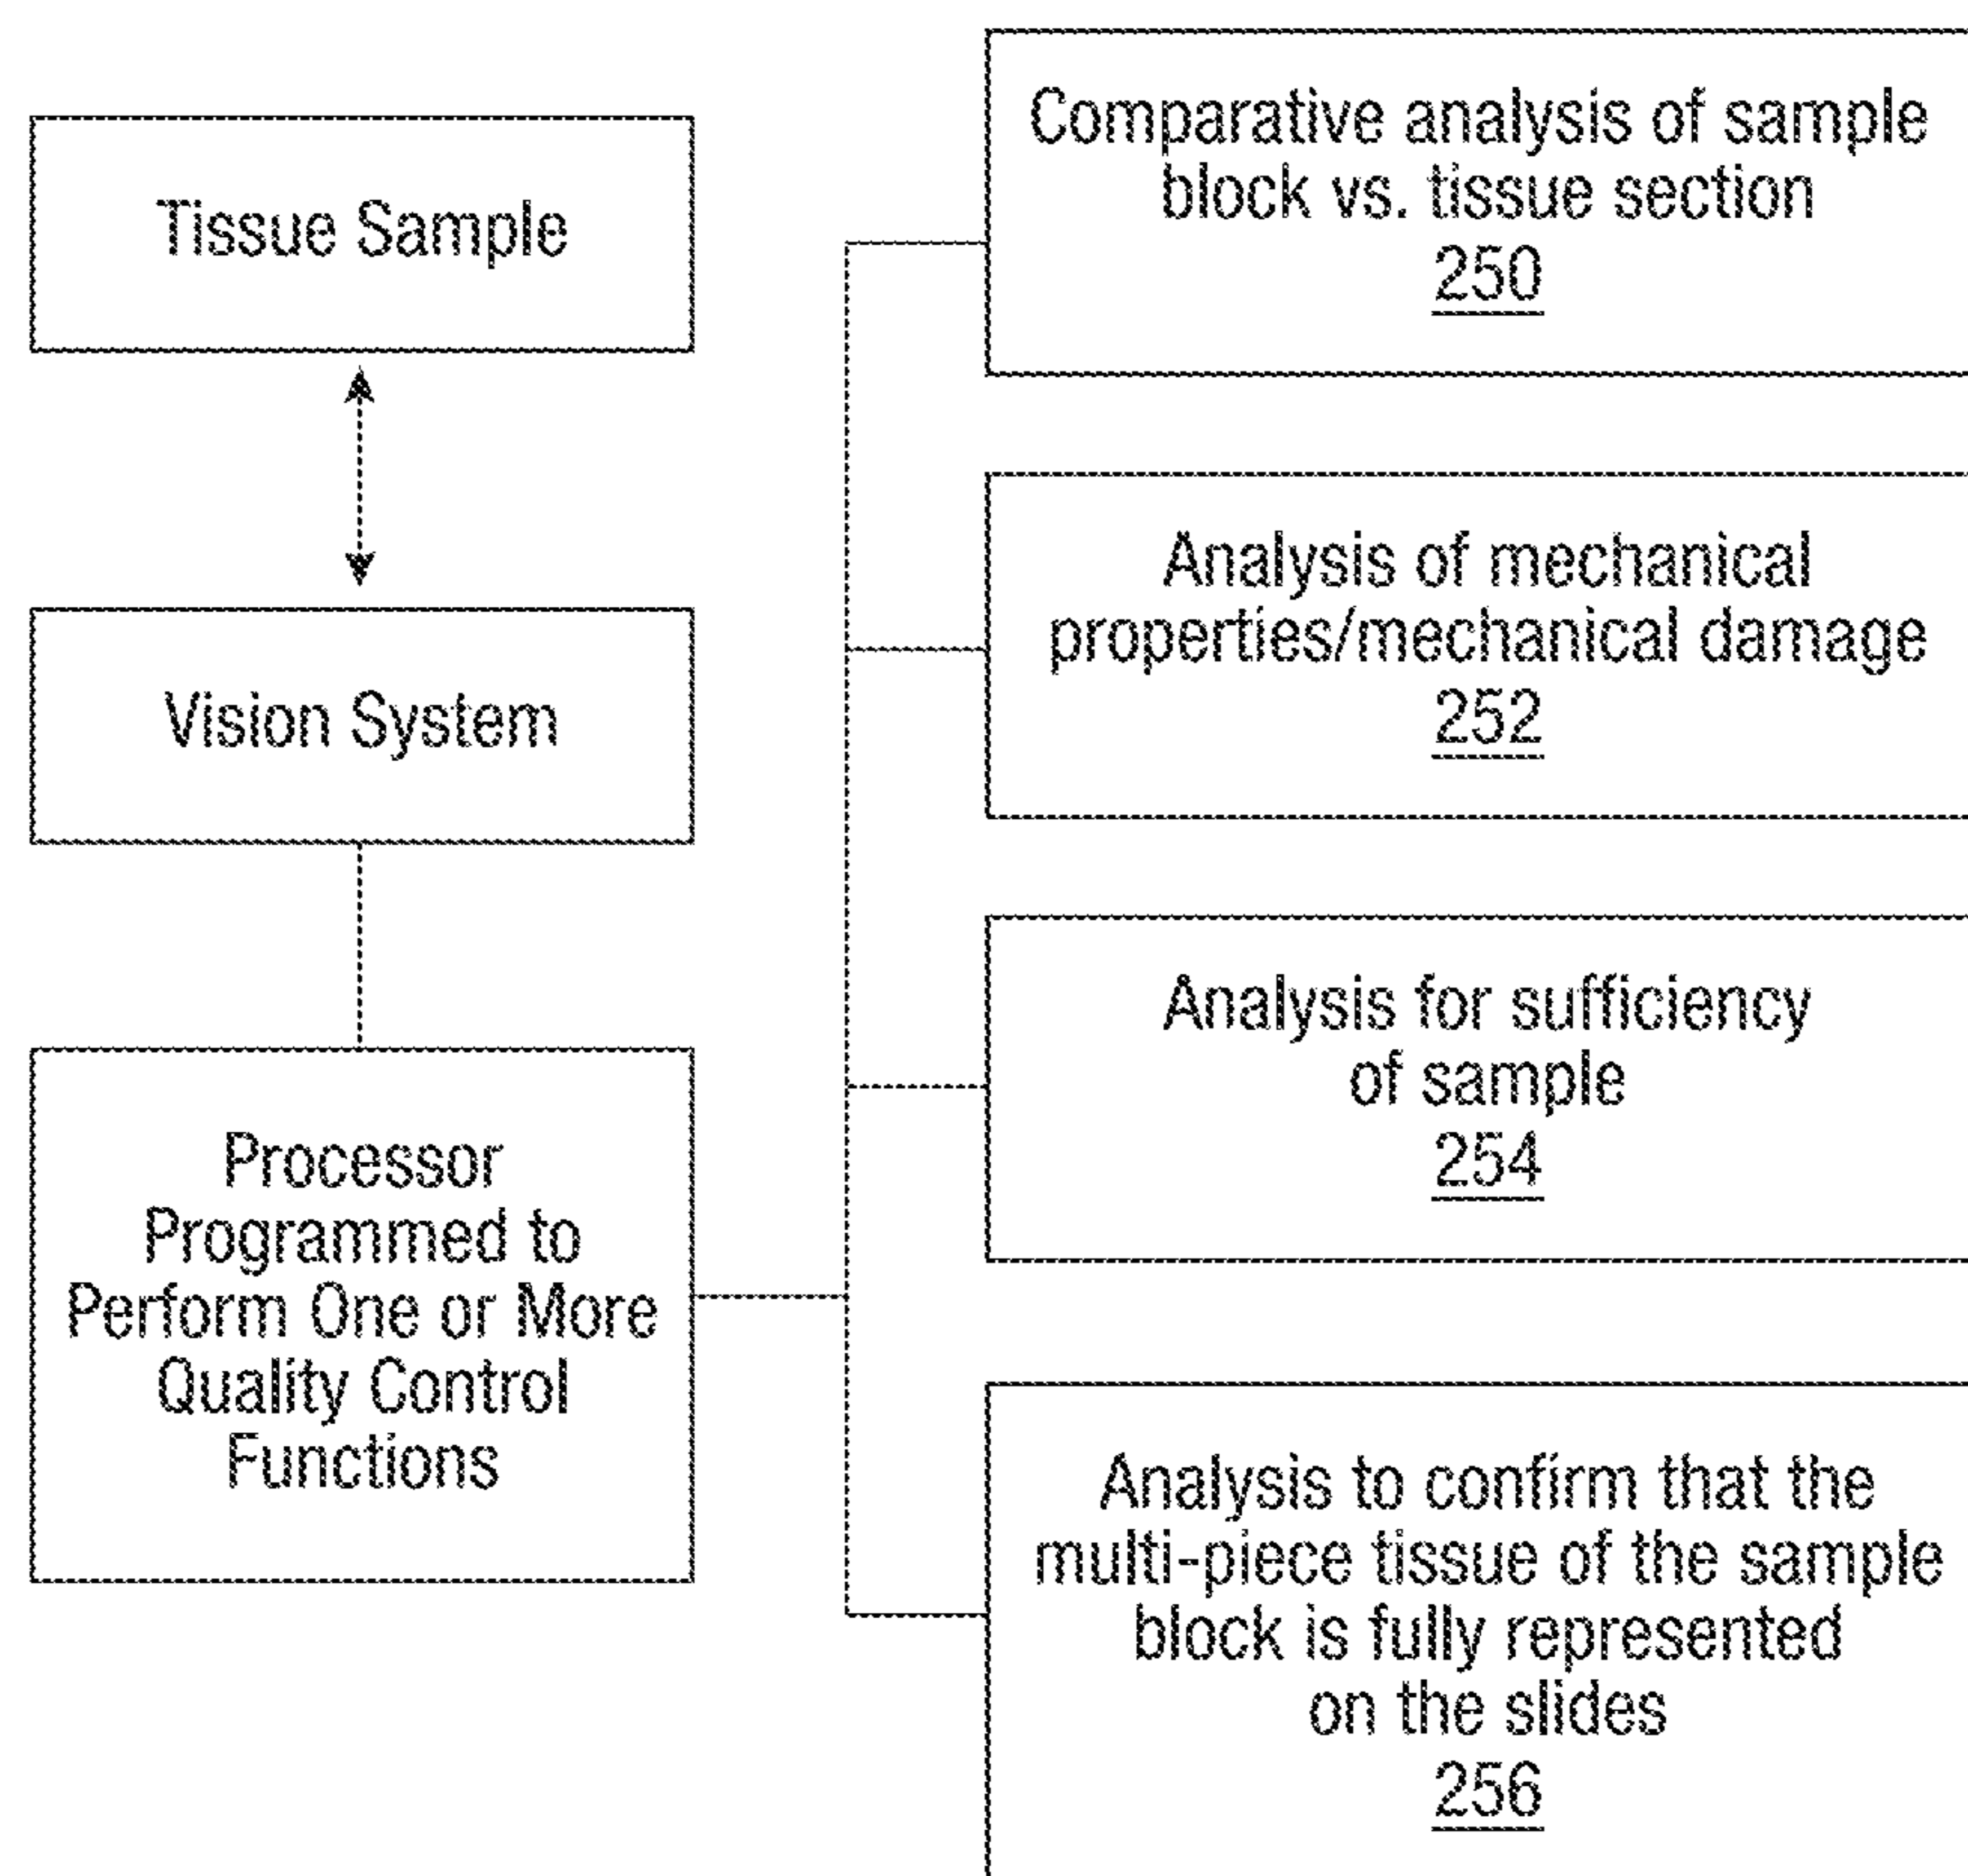 Tissue Sample
Vision System
Processor
Programmed to
Perform One or More
Quality Control
Functions
Comparative analysis of sample
block vs. tissue section
250
Analysis of mechanical
properties/mechanical damage
252
Analysis for sufficiency
of sample
254
Analysis to confirm that the
multi-piece tissue of the sample
block is fully represented
on the slides
256